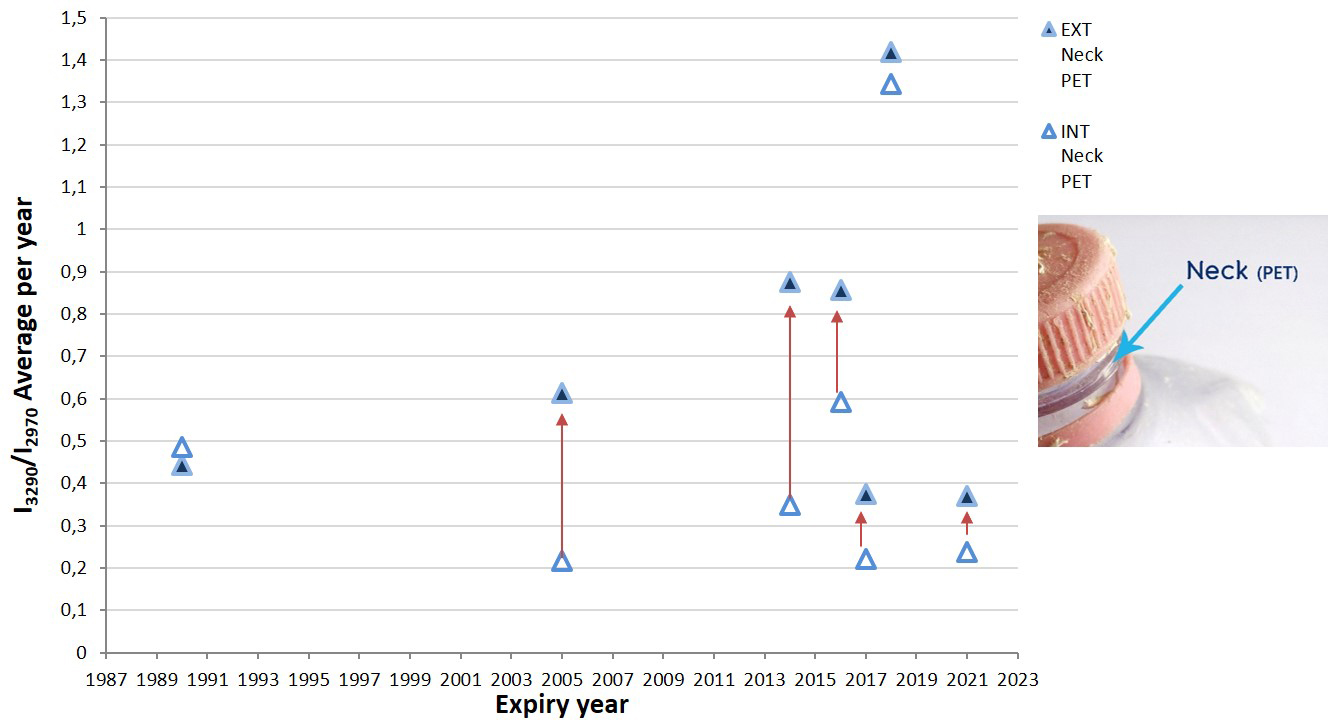 1,5
1,4
1,3
1,2
1,1
1
0,9
0,8
0,7
0,6
0,5
0,4
0,3
0,2
0,1
0
I3290/I2970 Average per year
1987 1989 1991 1993 1995 1997 1999 2001 2003 2005 2007 2009 2011 2013 2015 2017 2019 2021 2023
Expiry year
EXT
Neck
PET
INT
Neck
PET
Neck (PET)